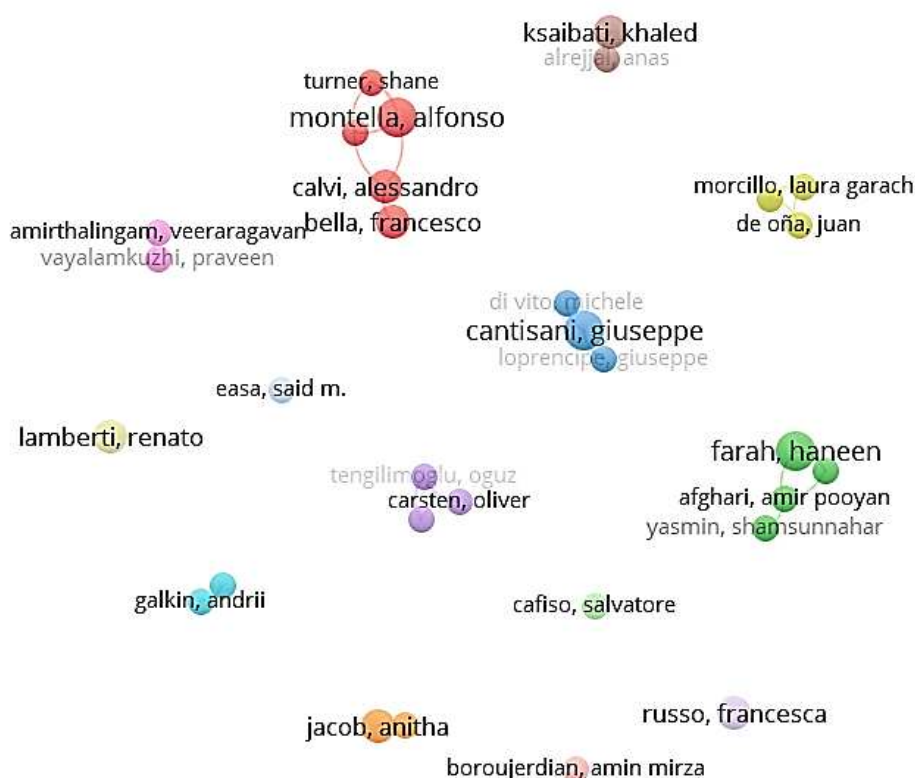 ksaibati, khaled
alrejjal, anas
turner, shane
montella, alfonso
calvi, alessandro
morcillo, laura garach
bella, francesco
de oña, juan
amirthalingam, veeraragavan
vayalamkuzhi, praveen
di vito, michele
cantisani, giuseppe
loprencipe, giuseppe
easa, said m.
lamberti, renato
farah, haneen
tengilimoglu, oguz
carsten, oliver
afghari, amir pooyan
yasmin, shamsunnahar
galkin, andrii
cafiso, salvatore
russo, francesca
jacob, anitha
boroujerdian, amin mirza